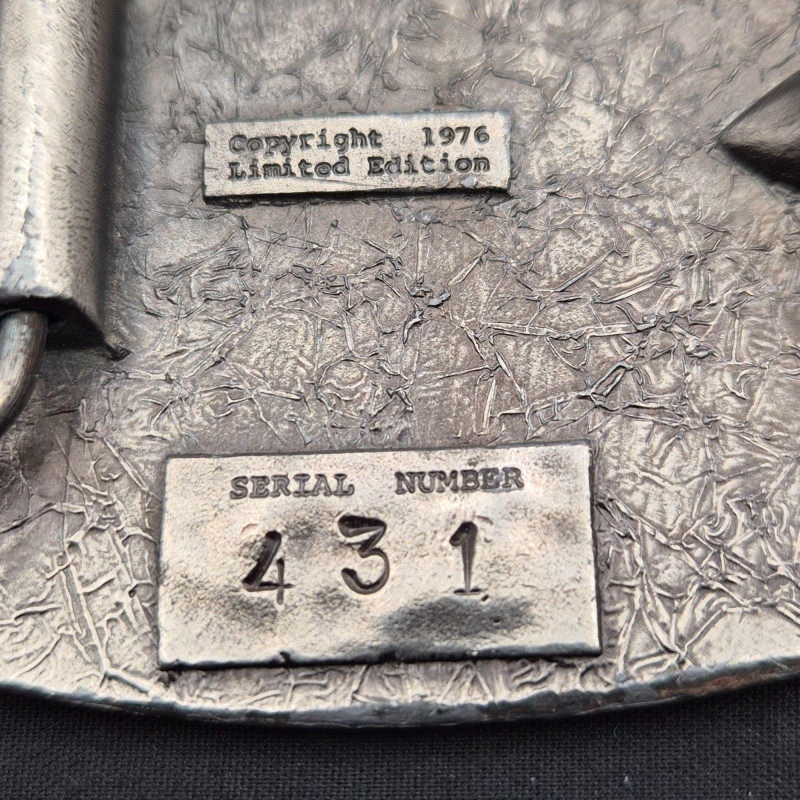 Copyright 1976
Limited Edition
SERIAL NUMBER
431